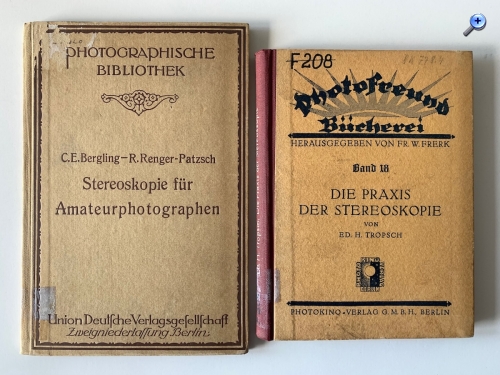 PHOTOGRAPHISCHE
BIBLIOTHEK
C.E.Bergling–R.Renger-Patzsch
Stereoskopie für
Amateurphotographen
Union Deutsche Verlagsgesellschaft
Zweigniederlassung Berlin
F208
Photofreund
Bücherei
HERAUSGEGEBEN VON FR. W. FRERK
Band 18
DIE PRAXIS
DER STEREOSKOPIE
VON
ED. H. TROPSCH
PHOTOKINO-VERLAG G.M.B.H., BERLIN